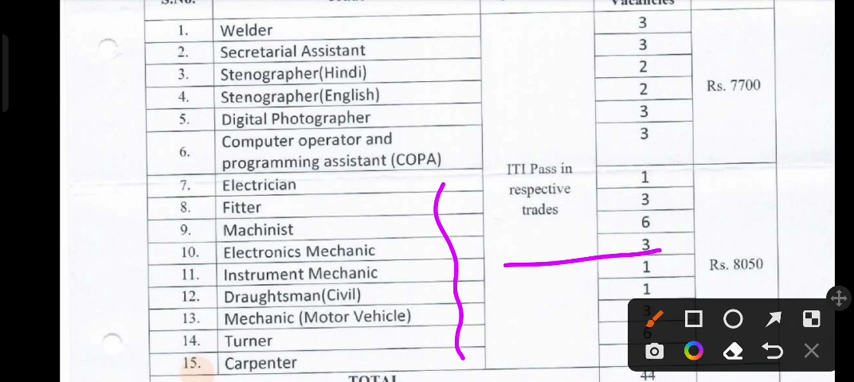 S.No.
Vacancies
1. Welder 3
2. Secretarial Assistant 3
3. Stenographer(Hindi) 2
4. Stenographer(English) 2
Rs. 7700
5. Digital Photographer 3
6. Computer operator and programming assistant (COPA) 3
ITI Pass in
respective
trades
7. Electrician 1
8. Fitter 3
9. Machinist 6
10. Electronics Mechanic 3
11. Instrument Mechanic 1
Rs. 8050
12. Draughtsman(Civil) 1
13. Mechanic (Motor Vehicle) 3
14. Turner 6
15. Carpenter
TOTAL 44